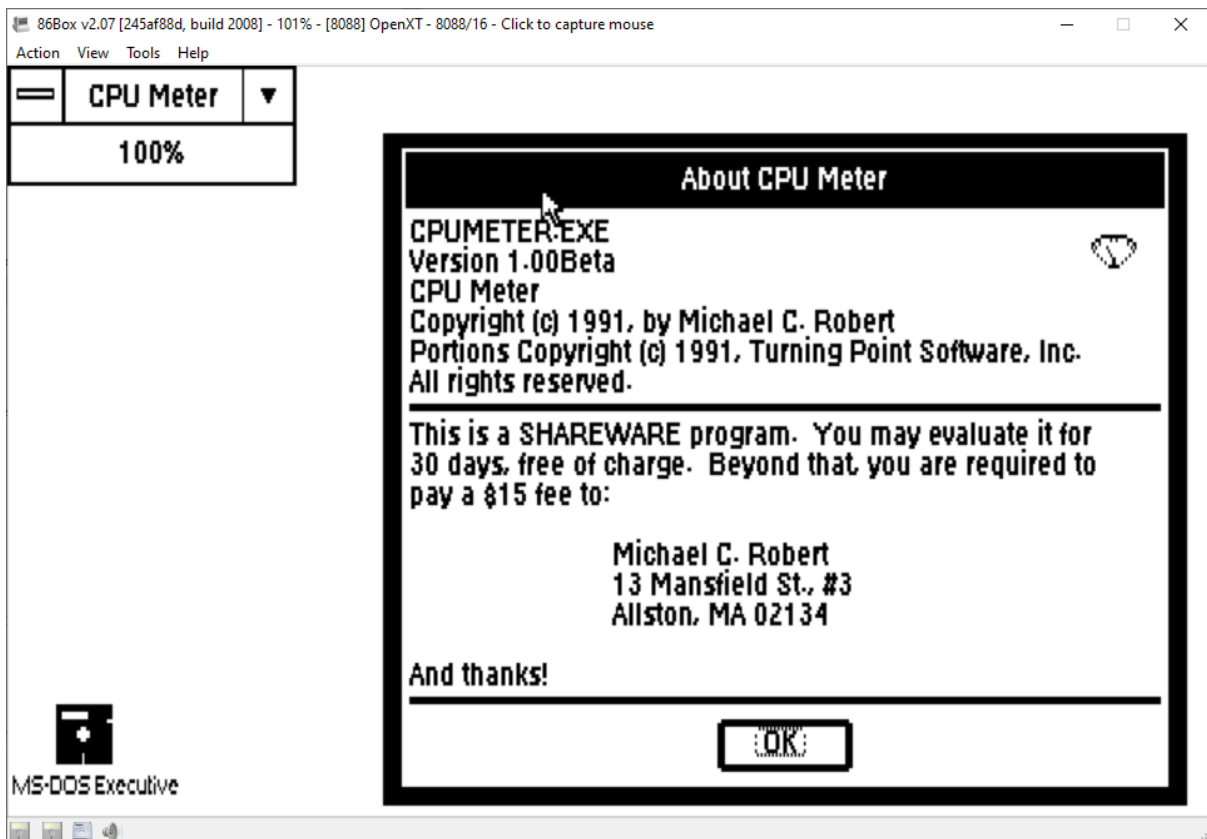 86Box v2.07 [245af88d, build 2008] - 101% - [8088] OpenXT - 8088/16 - Click to capture mouse
Action View Tools Help
CPU Meter
100%
About CPU Meter
CPUMETER.EXE
Version 1.00Beta
CPU Meter
Copyright (c) 1991, by Michael C. Robert
Portions Copyright (c) 1991, Turning Point Software, Inc.
All rights reserved.
This is a SHAREWARE program. You may evaluate it for
30 days, free of charge. Beyond that, you are required to
pay a $15 fee to:
Michael C. Robert
13 Mansfield St., #3
Allston, MA 02134
And thanks!
OK
MS-DOS Executive